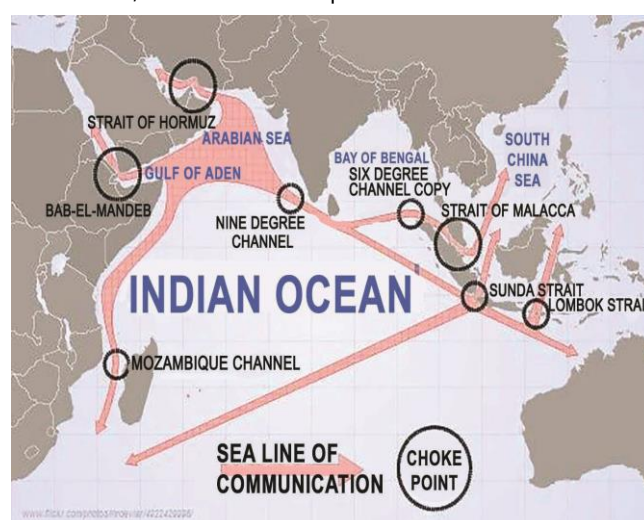 STRAIT OF HORMUZ
ARABIAN SEA
GULF OF ADEN
BAB-EL-MANDEB
NINE DEGREE
CHANNEL
BAY OF BENGAL
SIX DEGREE
CHANNEL COPY
SOUTH
CHINA
SEA
STRAIT OF MALACCA
SUNDA STRAIT
LOMBOK STRAI
INDIAN OCEAN
MOZAMBIQUE CHANNEL
SEA LINE OF
COMMUNICATION
CHOKE
POINT